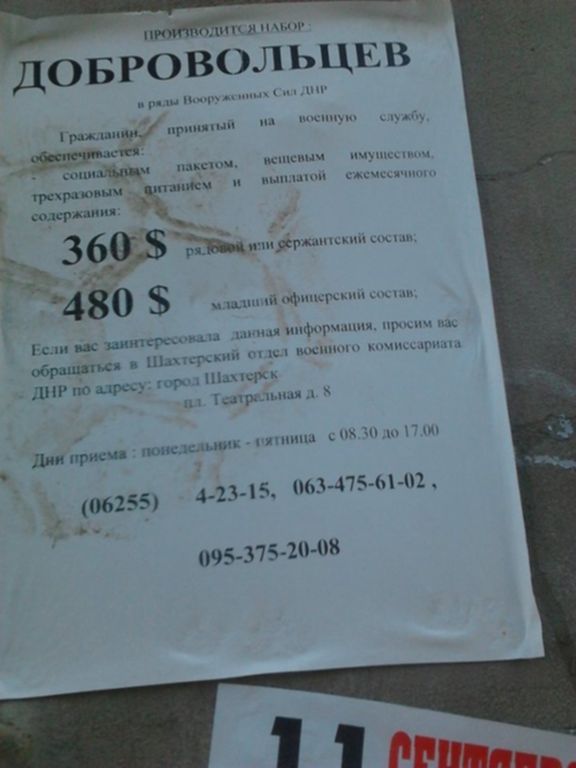 ПРОИЗВОДИТСЯ НАБОР :
ДОБРОВОЛЬЦЕВ
в ряды Вооруженных Сил ДНР
Гражданин, принятый на военную службу,
обеспечивается:
- социальным пакетом, вещевым имуществом,
трехразовым питанием и выплатой ежемесячного
содержания:
360 $ рядовой или сержантский состав;
480 $ младший офицерский состав;
Если вас заинтересовала данная информация, просим вас
обращаться в Шахтерский отдел военного комиссариата
ДНР по адресу: город Шахтерск
пл. Театральная д. 8
Дни приема : понедельник - пятница с 08.30 до 17.00
(06255) 4-23-15, 063-475-61-02 ,
095-375-20-08
11